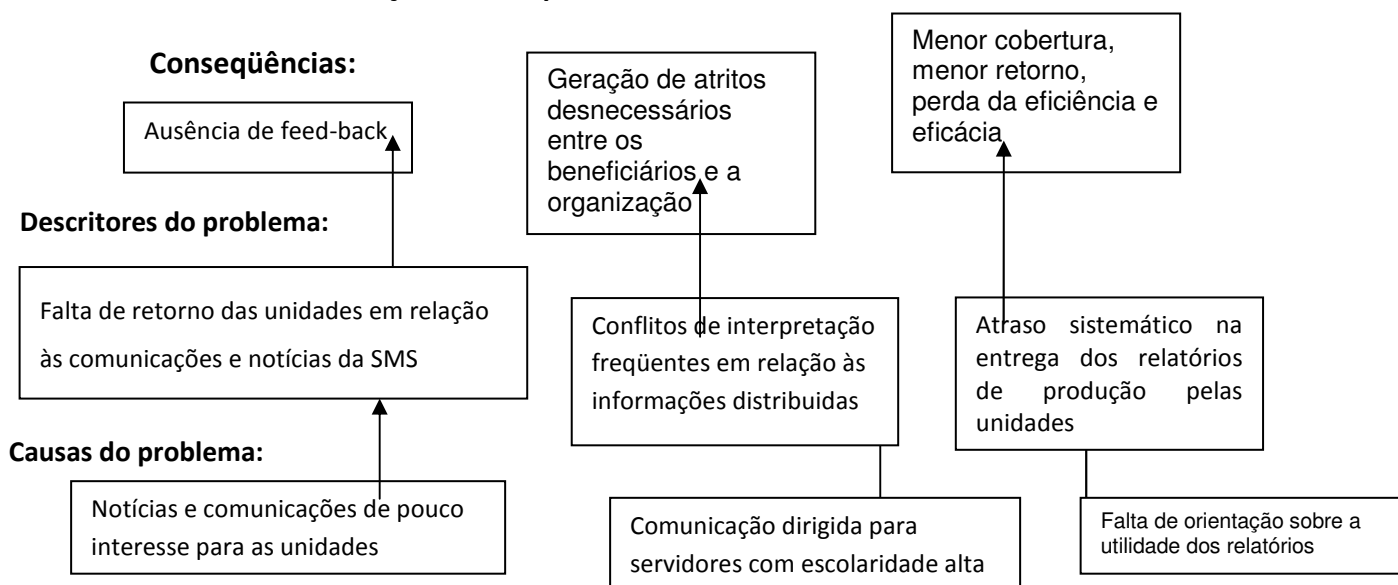 Conseqüências:
Ausência de feed-back
Geração de atritos
desnecessários
entre os
beneficiários e a
organização
Menor cobertura,
menor retorno,
perda da eficiência e
eficácia
Descritores do problema:
Falta de retorno das unidades em relação
às comunicações e notícias da SMS
Conflitos de interpretação
freqüentes em relação às
informações distribuidas
Atraso sistemático na
entrega dos relatórios
de produção pelas
unidades
Causas do problema:
Notícias e comunicações de pouco
interesse para as unidades
Comunicação dirigida para
servidores com escolaridade alta
Falta de orientação sobre a
utilidade dos relatórios